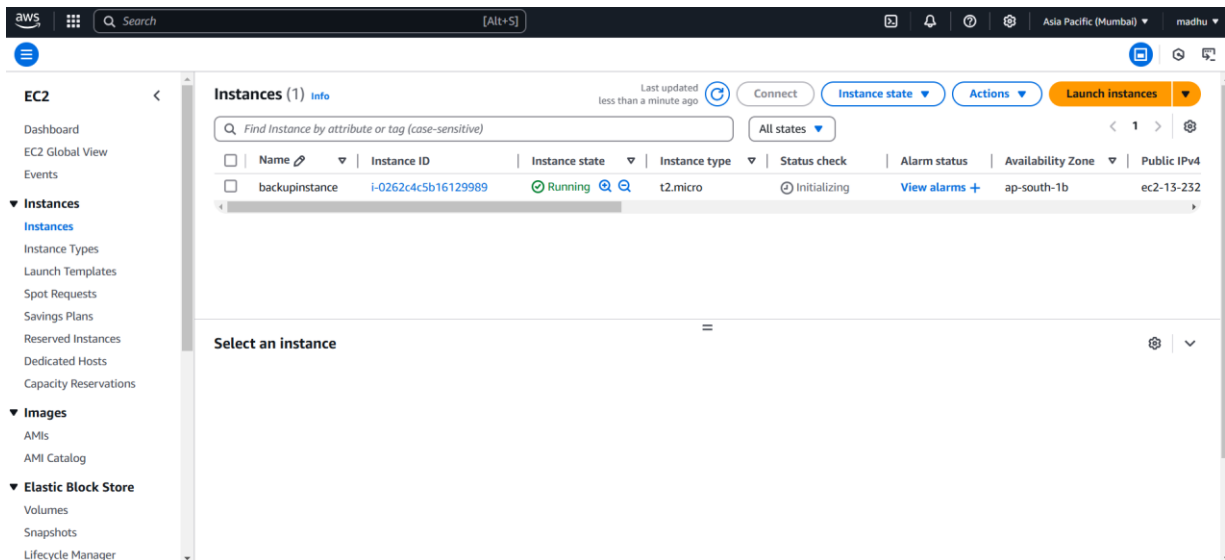 aws
Search [Alt+S]
Asia Pacific (Mumbai)
madhu
EC2
Dashboard
EC2 Global View
Events
Instances
Instances
Instance Types
Launch Templates
Spot Requests
Savings Plans
Reserved Instances
Dedicated Hosts
Capacity Reservations
Images
AMIs
AMI Catalog
Elastic Block Store
Volumes
Snapshots
Lifecycle Manager
Instances (1) Info
Last updated
less than a minute ago
Connect
Instance state
Actions
Launch instances
Find Instance by attribute or tag (case-sensitive)
All states
1
Name Instance ID Instance state Instance type Status check Alarm status Availability Zone Public IPv4
backupinstance i-0262c4c5b16129989 Running t2.micro Initializing View alarms + ap-south-1b ec2-13-232
Select an instance